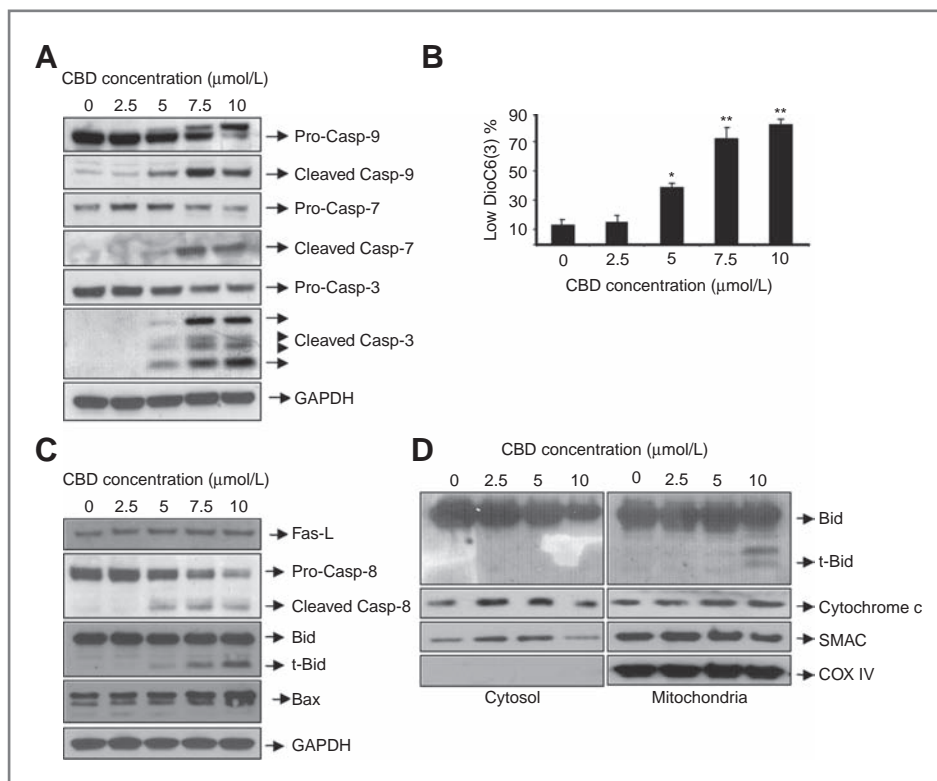 A
CBD concentration (μmol/L)
0 2.5 5 7.5 10
Pro-Casp-9
Cleaved Casp-9
Pro-Casp-7
Cleaved Casp-7
Pro-Casp-3
Cleaved Casp-3
GAPDH
B
Low DioC6(3) %
90
70
50
30
10
** 
**
*
0 2.5 5 7.5 10
CBD concentration (μmol/L)
C
CBD concentration (μmol/L)
0 2.5 5 7.5 10
Fas-L
Pro-Casp-8
Cleaved Casp-8
Bid
t-Bid
Bax
GAPDH
D
CBD concentration (μmol/L)
0 2.5 5 10 0 2.5 5 10
Bid
t-Bid
Cytochrome c
SMAC
COX IV
Cytosol Mitochondria